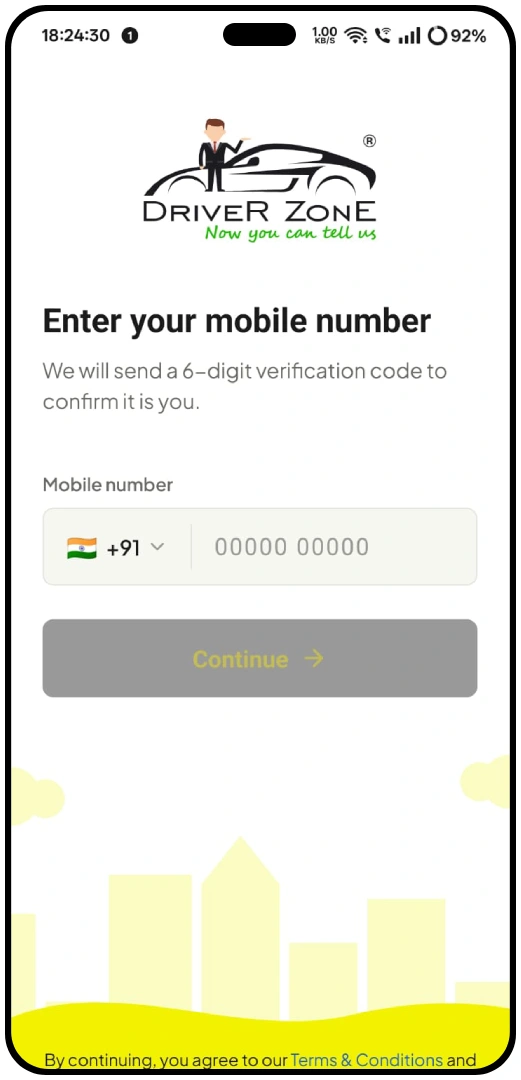 18:24:30 1 1.00 KB/S 92%
®
DRIVER ZONE
Now you can tell us
Enter your mobile number
We will send a 6-digit verification code to
confirm it is you.
Mobile number
+91 00000 00000
Continue →
By continuing, you agree to our Terms & Conditions and